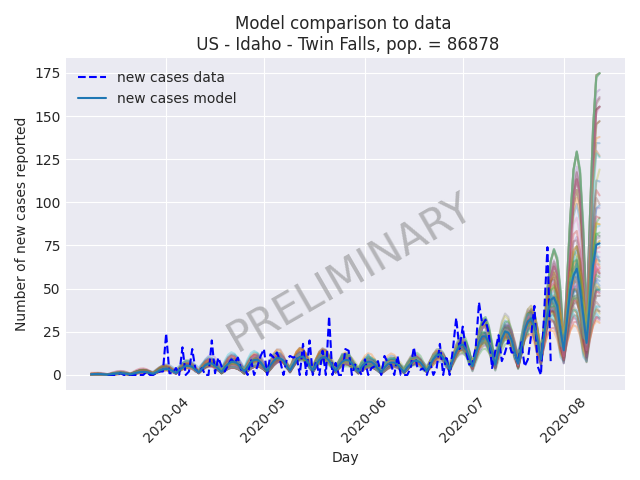 Model comparison to data
US - Idaho - Twin Falls, pop. = 86878
new cases data
new cases model
Number of new cases reported
175
150
125
100
75
50
25
0
PRELIMINARY
2020-04
2020-05
2020-06
2020-07
2020-08
Day